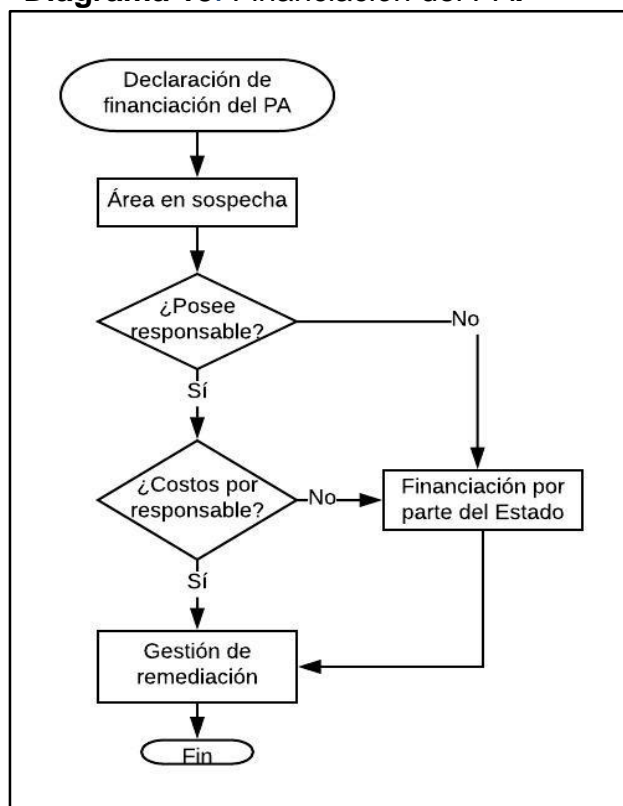 Declaración de
financiación del PA
Área en sospecha
¿Posee
responsable?
No
Sí
¿Costos por
responsable?
No
Financiación por
parte del Estado
Sí
Gestión de
remediación
Fin